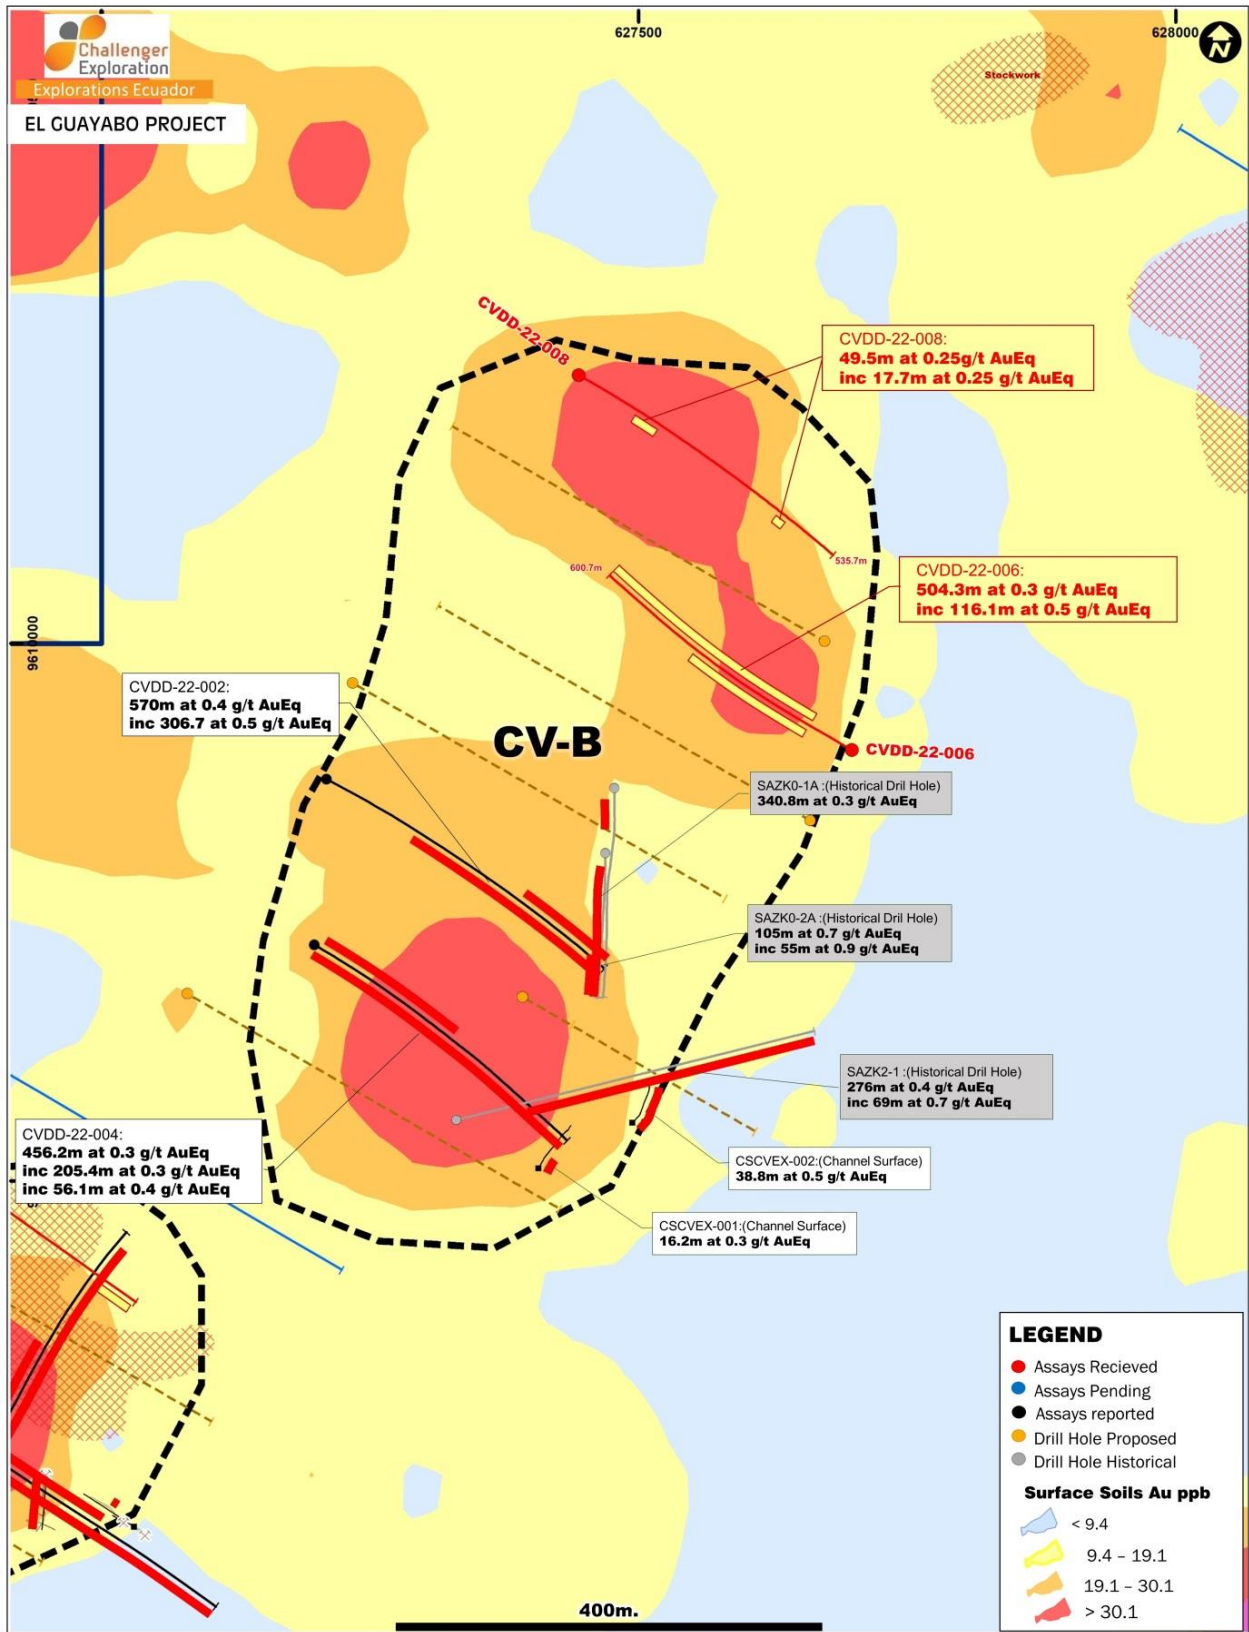 627500
628000
Challenger
Exploration
Explorations Ecuador
EL GUAYABO PROJECT
N
Stockwork
CVDD-22-008
CVDD-22-008:
49.5m at 0.25g/t AuEq
inc 17.7m at 0.25 g/t AuEq
535.7m
600.7m
CVDD-22-006:
504.3m at 0.3 g/t AuEq
inc 116.1m at 0.5 g/t AuEq
9610000
CVDD-22-002:
570m at 0.4 g/t AuEq
inc 306.7 at 0.5 g/t AuEq
CV-B
CVDD-22-006
SAZK0-1A :(Historical Dril Hole)
340.8m at 0.3 g/t AuEq
SAZK0-2A :(Historical Dril Hole)
105m at 0.7 g/t AuEq
inc 55m at 0.9 g/t AuEq
SAZK2-1 :(Historical Dril Hole)
276m at 0.4 g/t AuEq
inc 69m at 0.7 g/t AuEq
CVDD-22-004:
456.2m at 0.3 g/t AuEq
inc 205.4m at 0.3 g/t AuEq
inc 56.1m at 0.4 g/t AuEq
CSCVEX-002:(Channel Surface)
38.8m at 0.5 g/t AuEq
CSCVEX-001:(Channel Surface)
16.2m at 0.3 g/t AuEq
LEGEND
Assays Recieved
Assays Pending
Assays reported
Drill Hole Proposed
Drill Hole Historical
Surface Soils Au ppb
< 9.4
9.4 – 19.1
19.1 – 30.1
> 30.1
400m.